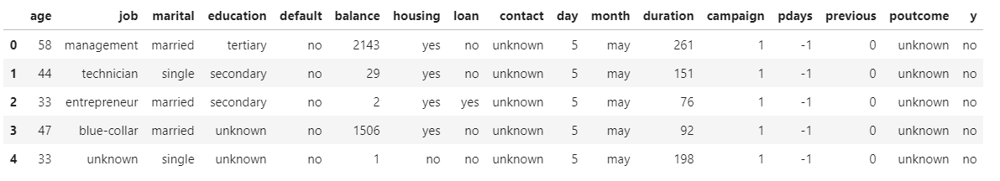 age job marital education default balance housing loan contact day month duration campaign pdays previous poutcome y
0 58 management married tertiary no 2143 yes no unknown 5 may 261 1 -1 0 unknown no
1 44 technician single secondary no 29 yes no unknown 5 may 151 1 -1 0 unknown no
2 33 entrepreneur married secondary no 2 yes yes unknown 5 may 76 1 -1 0 unknown no
3 47 blue-collar married unknown no 1506 yes no unknown 5 may 92 1 -1 0 unknown no
4 33 unknown single unknown no 1 no no unknown 5 may 198 1 -1 0 unknown no